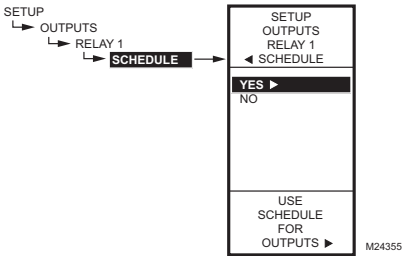 SETUP
OUTPUTS
RELAY 1
SCHEDULE
SETUP
OUTPUTS
RELAY 1
◄ SCHEDULE
YES ►
NO
USE
SCHEDULE
FOR
OUTPUTS ►
M24355